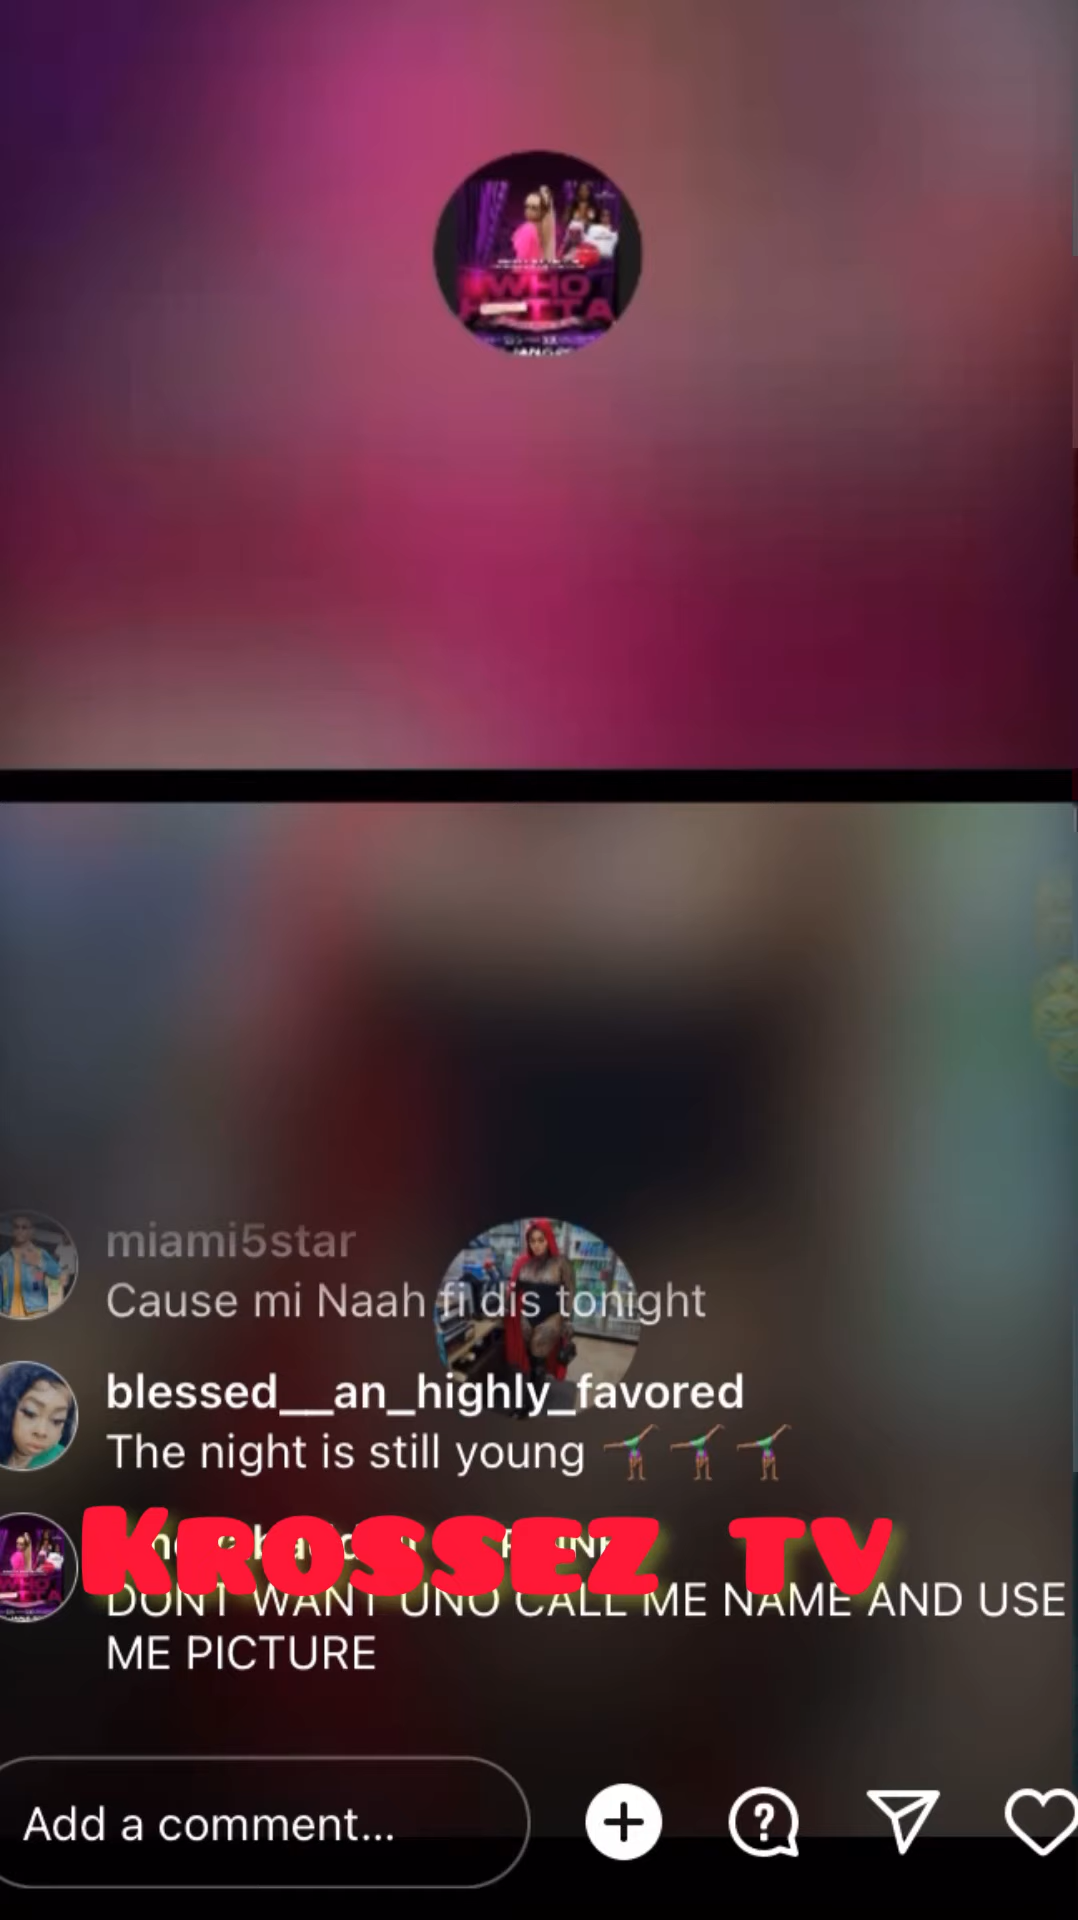 WHO
miami5star
Cause mi Naah fi dis tonight
blessed__an_highly_favored
The night is still young
KROSSEZ TV
DONT WANT UNO CALL ME NAME AND USE
ME PICTURE
Add a comment...